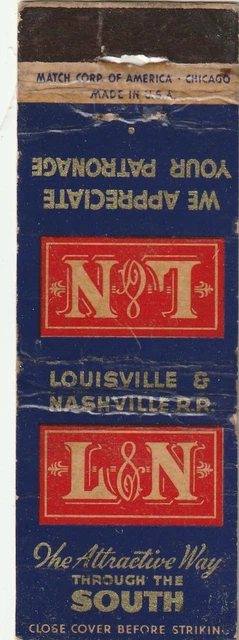 MATCH CORP. OF AMERICA · CHICAGO
MADE IN U.S.A.
WE APPRECIATE
YOUR PATRONAGE
L&N
LOUISVILLE &
NASHVILLE R.R.
L&N
The Attractive Way
THROUGH THE
SOUTH
CLOSE COVER BEFORE STRIKIN